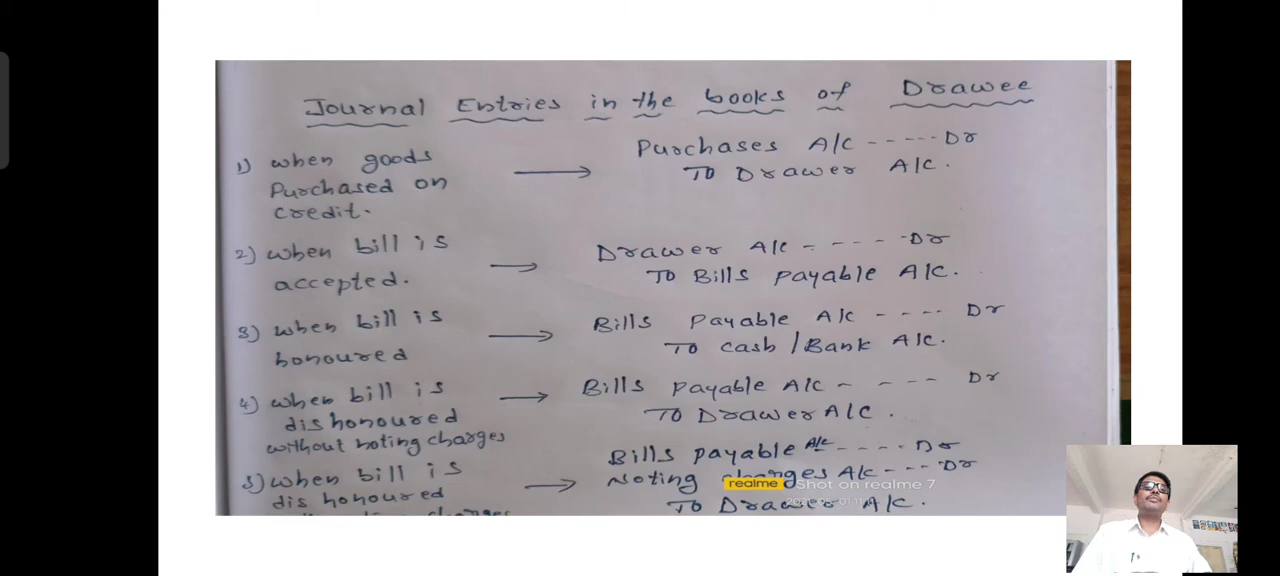 Journal Entries in the books of Drawee
1) when goods
Purchased on
credit.
Purchases A/c ----- Dr
To Drawer A/c.
2) when bill is
accepted.
Drawer A/c ---- Dr
To Bills payable A/c.
3) when bill is
honoured
Bills Payable A/c ---- Dr
To Cash / Bank A/c.
4) when bill is
dishonoured
without noting charges
Bills payable A/c ---- Dr
To Drawer A/c.
5) when bill is
dishonoured
charges
Bills payable A/c ---- Dr
Noting charges A/c --- Dr
To Drawer A/c.
realme Shot on realme 7